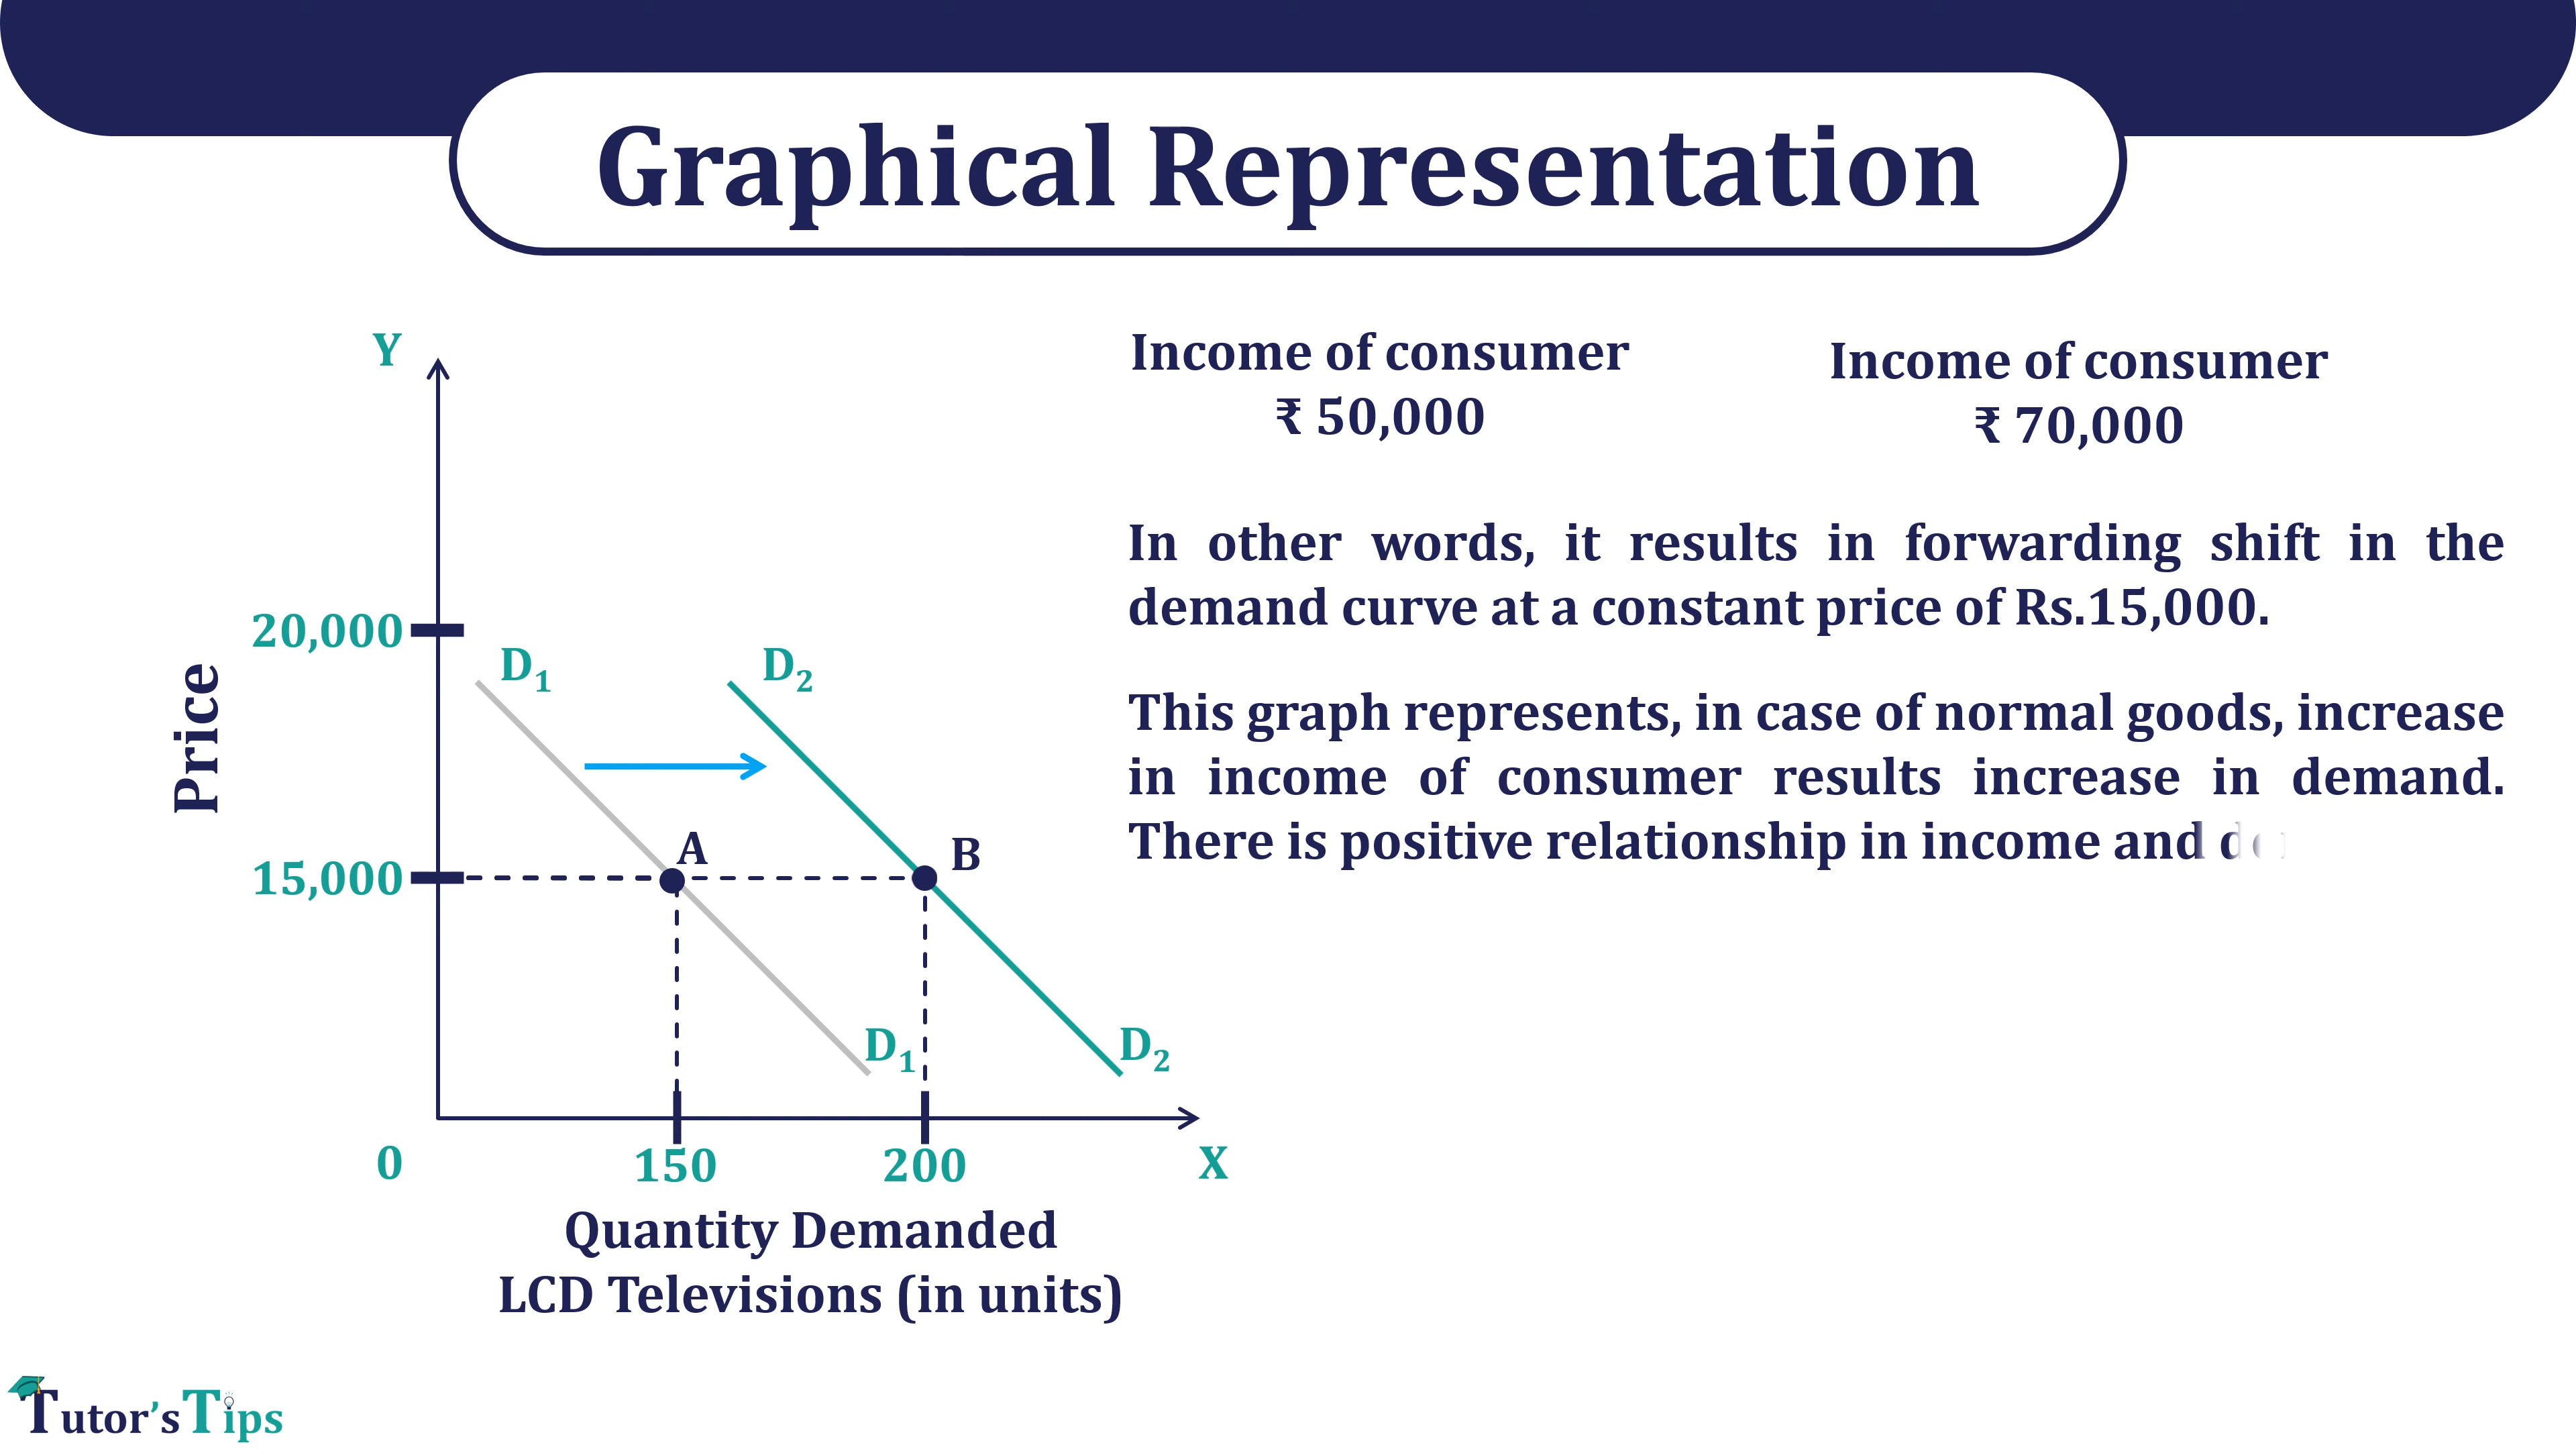 Graphical Representation
Y
Income of consumer
₹ 50,000
Income of consumer
₹ 70,000
In other words, it results in forwarding shift in the
demand curve at a constant price of Rs.15,000.
This graph represents, in case of normal goods, increase
in income of consumer results increase in demand.
There is positive relationship in income and
20,000
Price
D1
D2
A
B
15,000
D1
D2
0
150
200
X
Quantity Demanded
LCD Televisions (in units)
Tutor's Tips